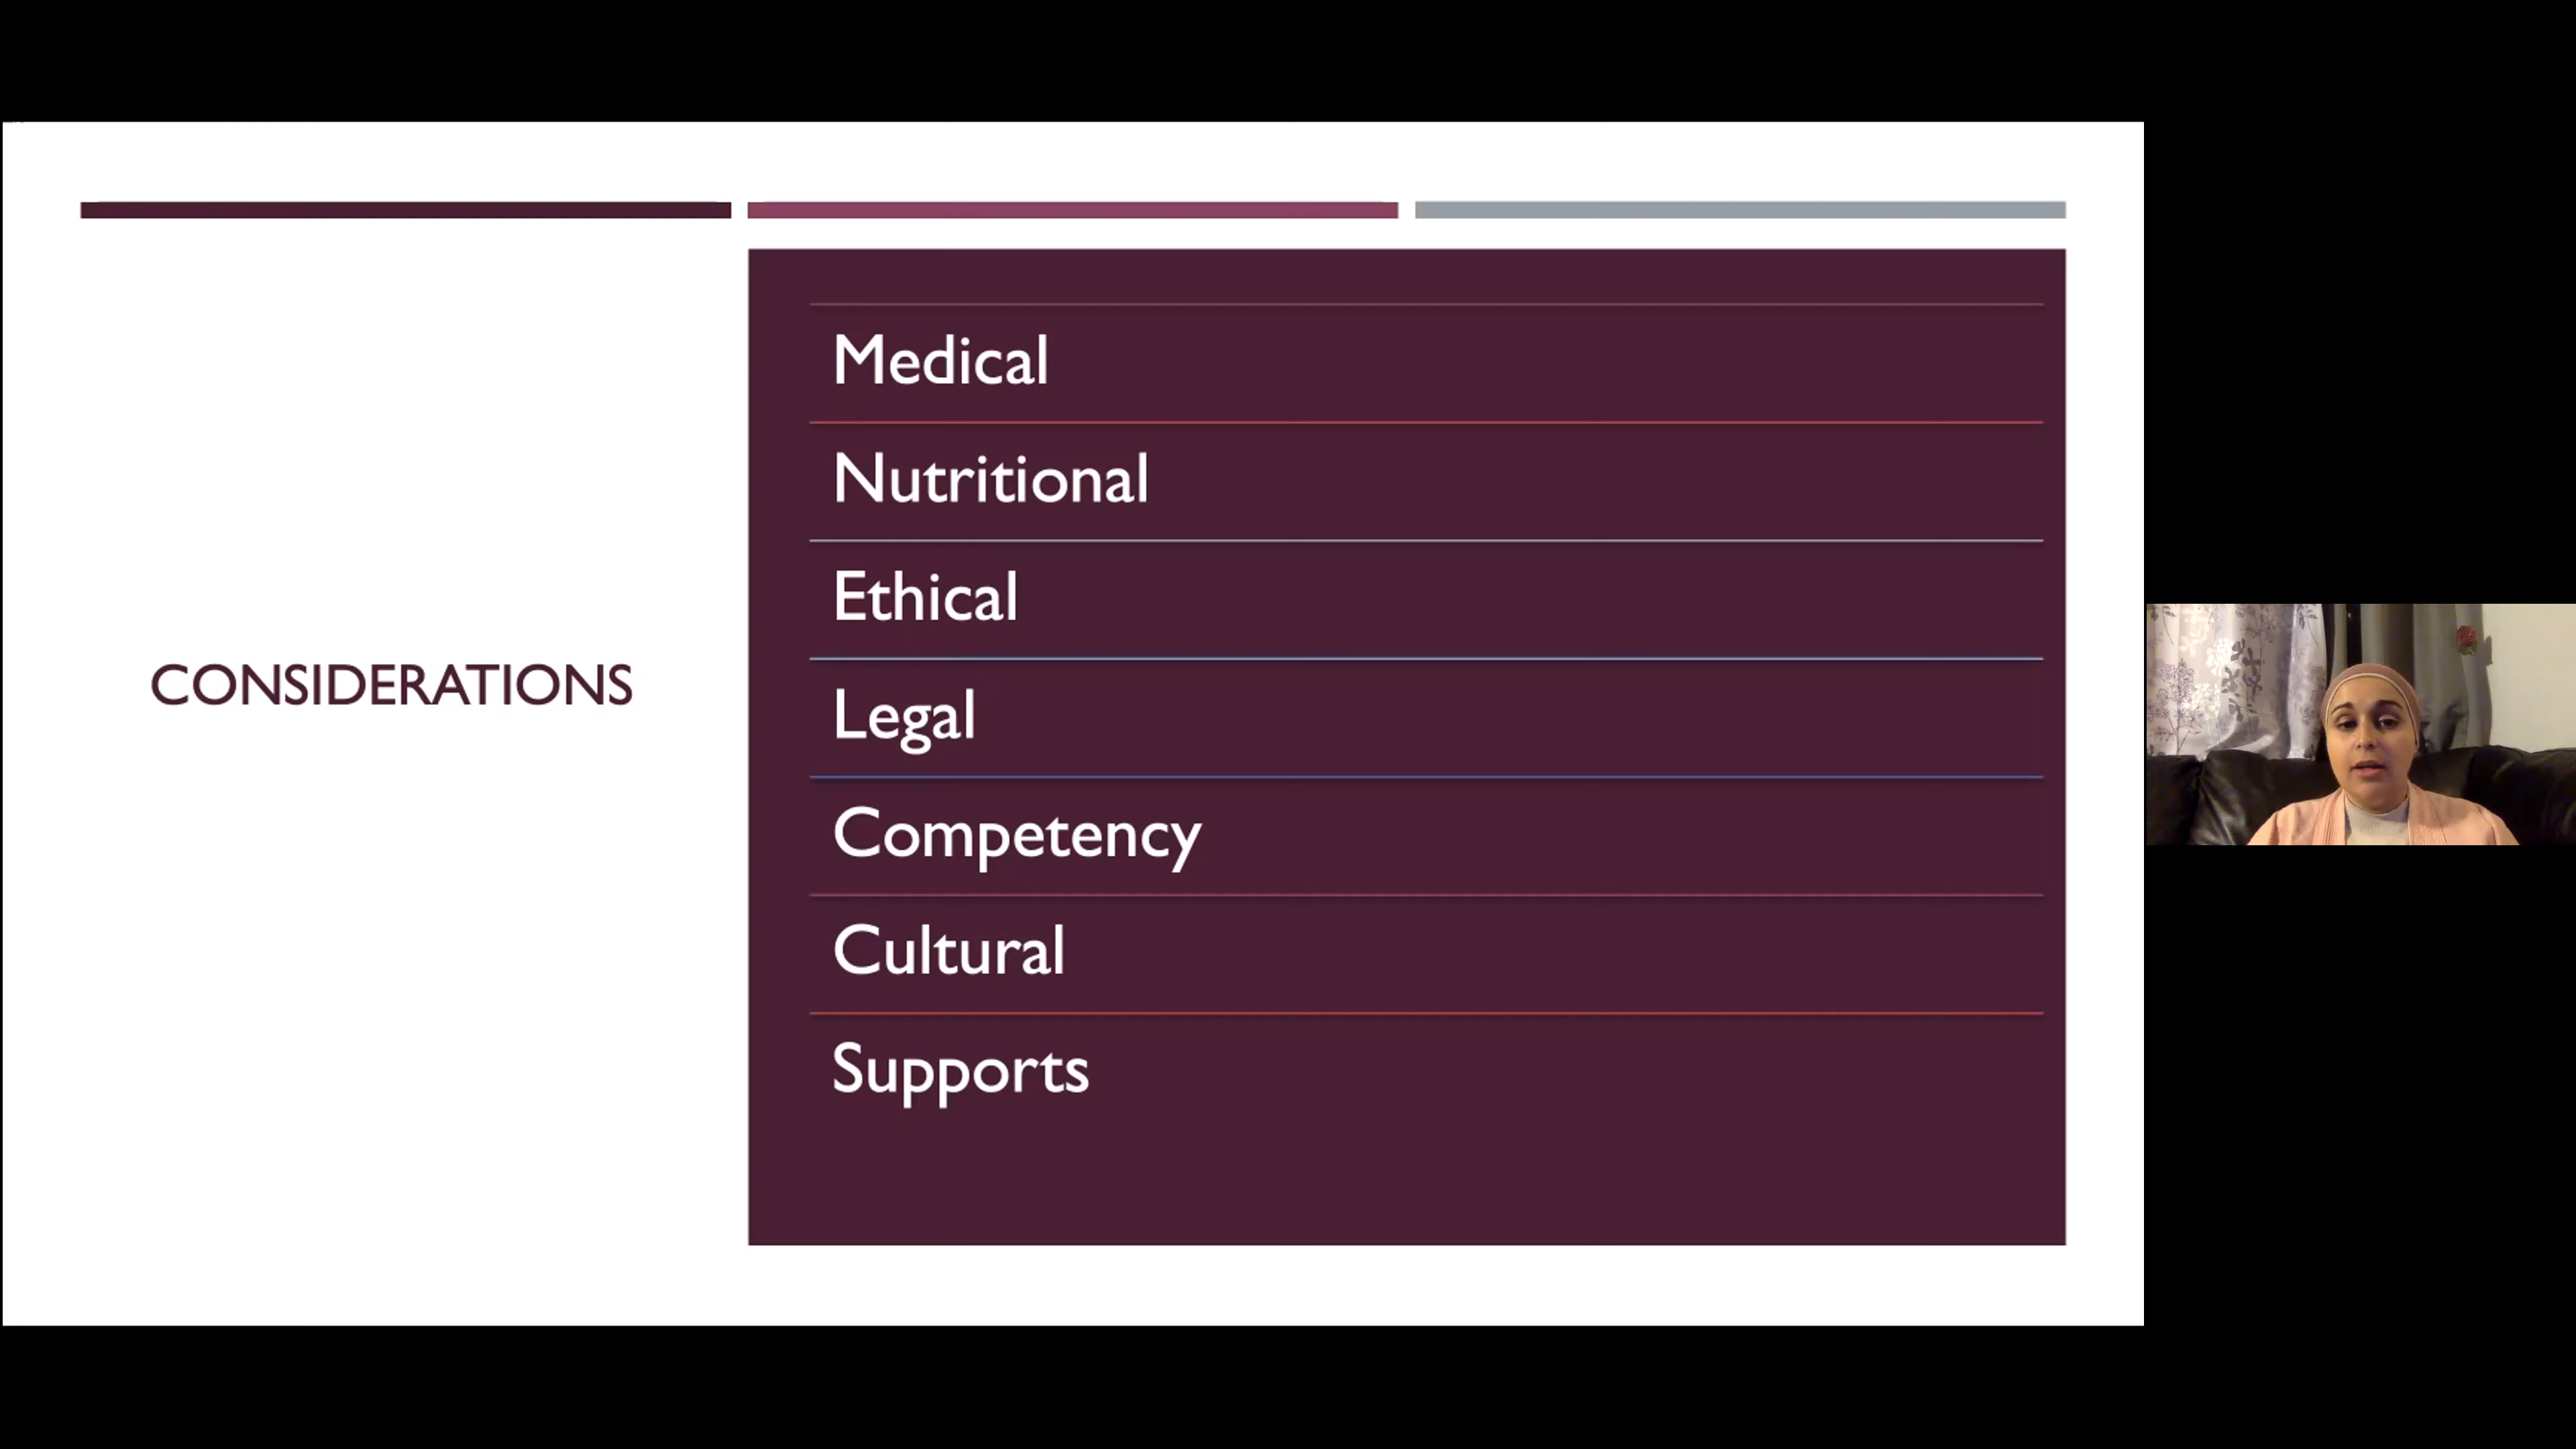 CONSIDERATIONS
Medical
Nutritional
Ethical
Legal
Competency
Cultural
Supports